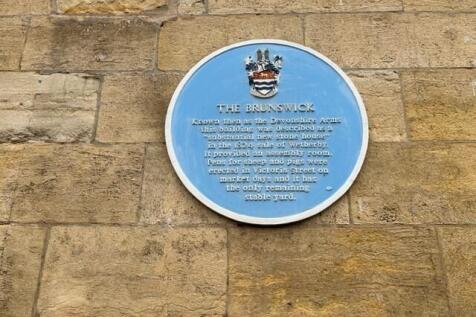 THE BRUNSWICK
Known then as the Devonshire Arms
this building was described as a
"substantial new stone house"
in the 6th Duke's sale of Wetherby.
It provided an assembly room.
Pens for sheep and pigs were
erected in Victoria Street on
market days and it has
the only remaining
stable yard.